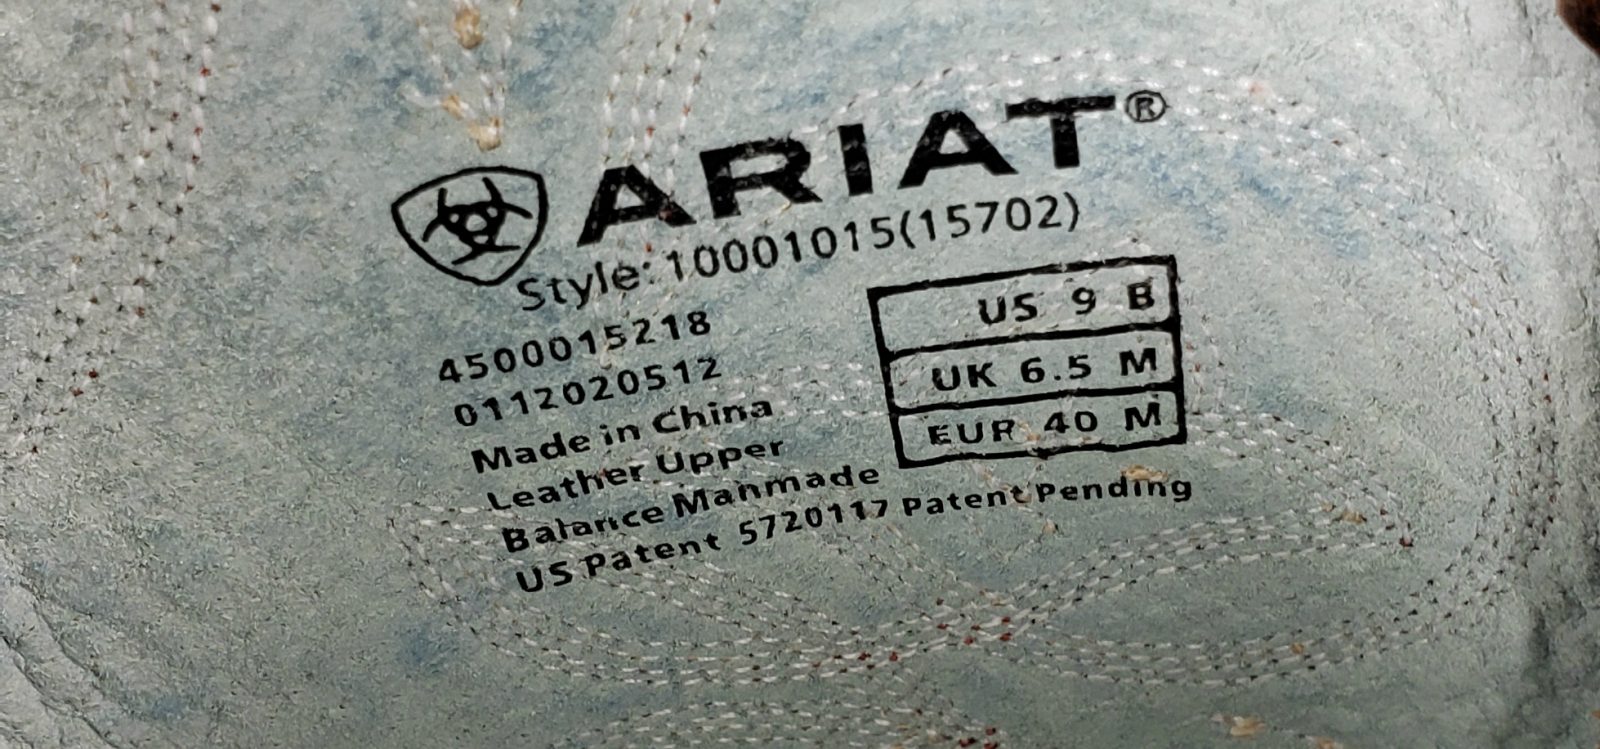 ARIAT®
Style: 10001015(15702)
4500015218
0112020512
Made in China
Leather Upper
Balance Manmade
US Patent 5720117 Patent Pending
US 9 B
UK 6.5 M
EUR 40 M